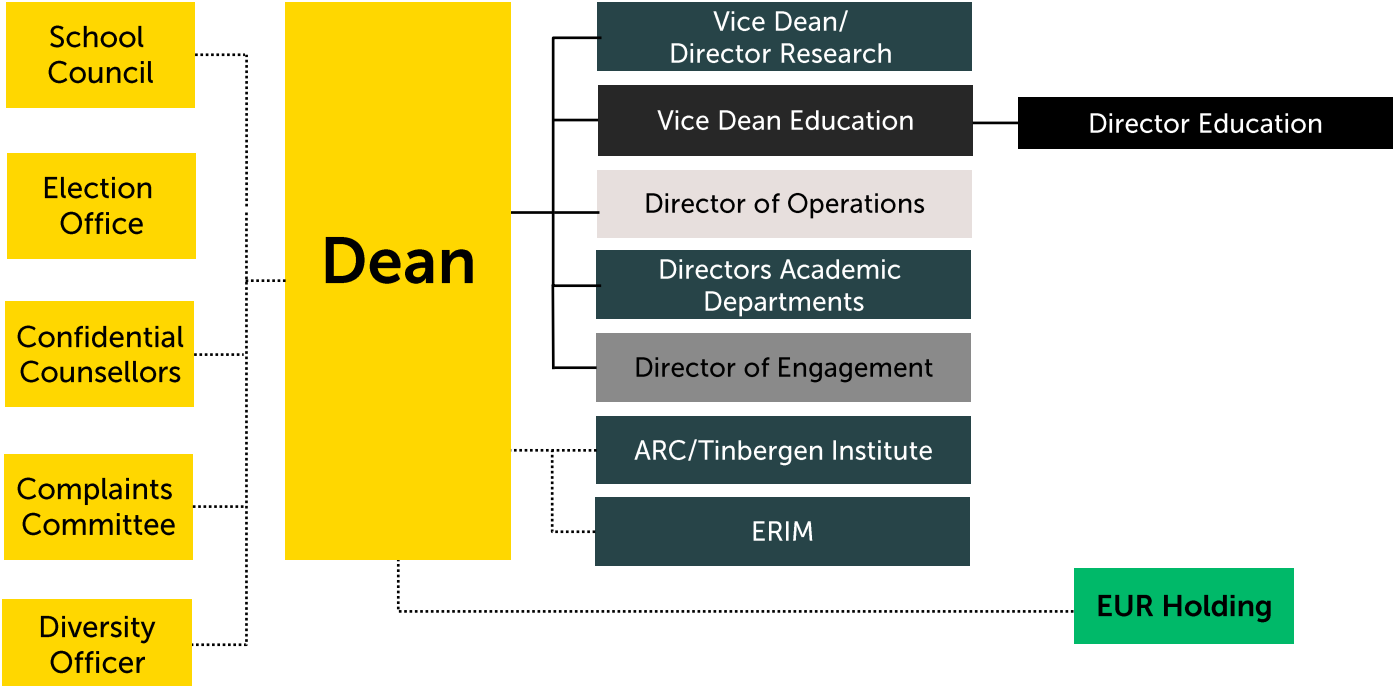 School
Council
Election
Office
Confidential
Counsellors
Complaints
Committee
Diversity
Officer
Dean
Vice Dean/
Director Research
Vice Dean Education
Director of Operations
Directors Academic
Departments
Director of Engagement
ARC/Tinbergen Institute
ERIM
Director Education
EUR Holding